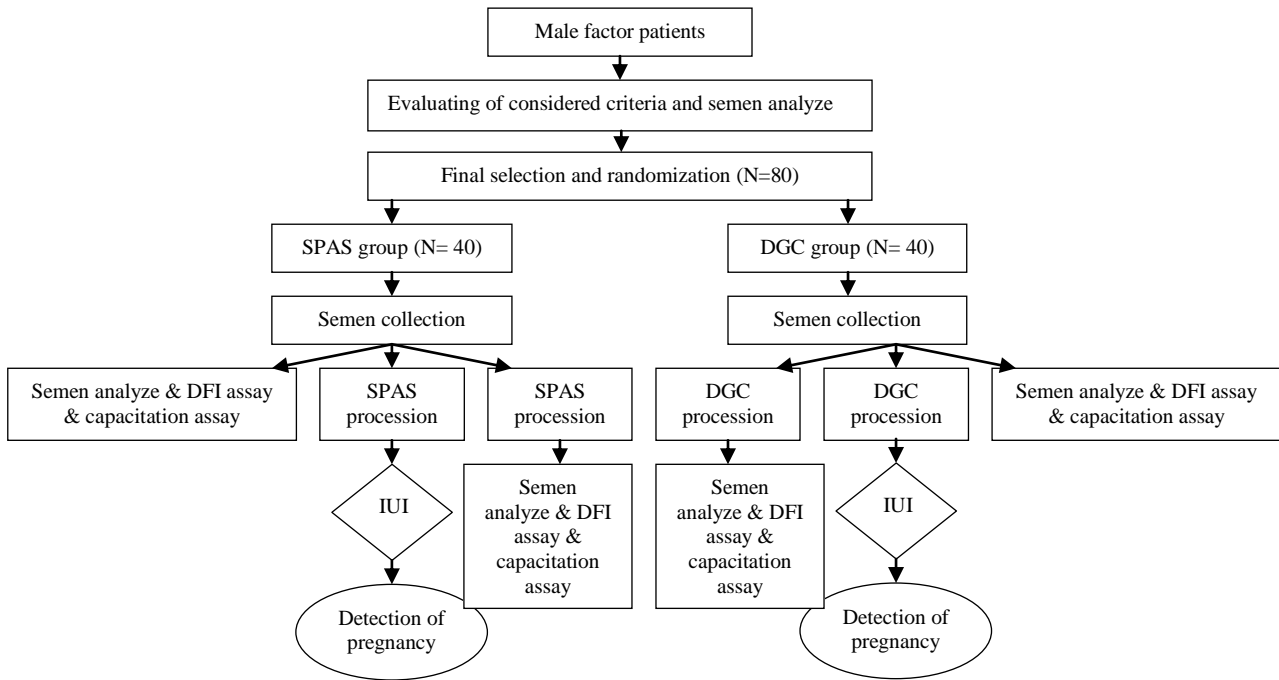 Male factor patients
Evaluating of considered criteria and semen analyze
Final selection and randomization (N=80)
SPAS group (N= 40)
DGC group (N= 40)
Semen collection
Semen collection
Semen analyze & DFI assay
& capacitation assay
SPAS
procession
SPAS
procession
DGC
procession
DGC
procession
Semen analyze & DFI assay
& capacitation assay
IUI
Semen
analyze & DFI
assay &
capacitation
assay
Semen
analyze & DFI
assay &
capacitation
assay
IUI
Detection of
pregnancy
Detection of
pregnancy